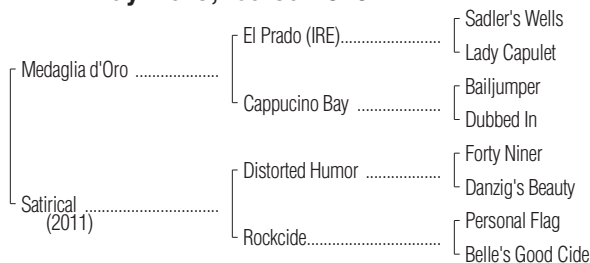 Sadler's Wells
El Prado (IRE)....................
Lady Capulet
Medaglia d'Oro .................
Bailjumper
Cappucino Bay .................
Dubbed In
Forty Niner
Distorted Humor ...............
Danzig's Beauty
Satirical ...........................
(2011)
Personal Flag
Rockcide...........................
Belle's Good Cide